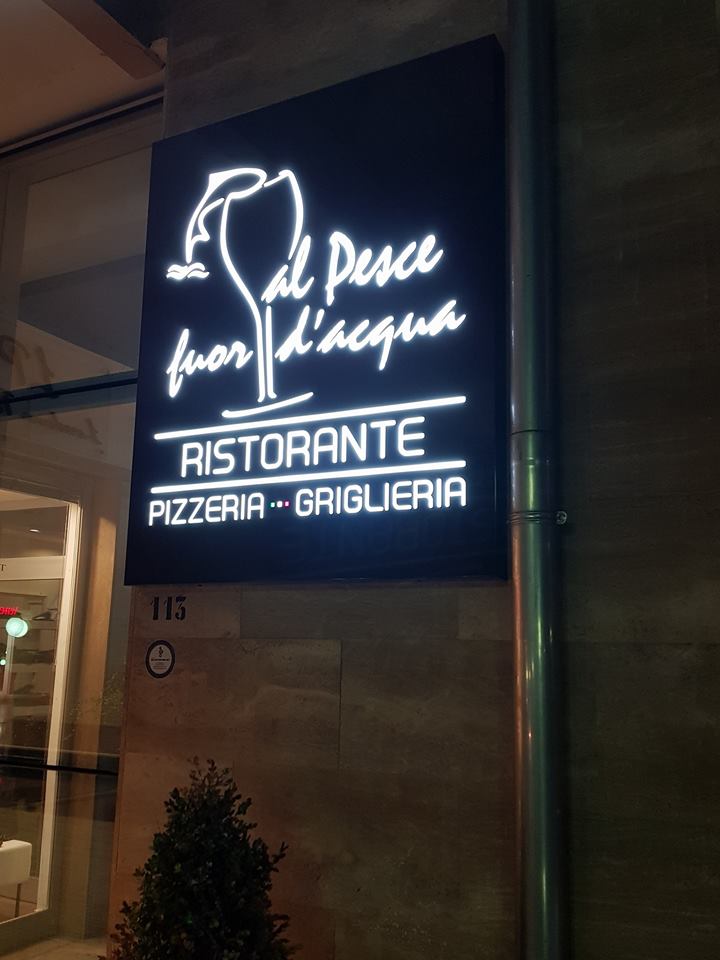 al Pesce
fuor d'acqua
RISTORANTE
PIZZERIA ··· GRIGLIERIA
113